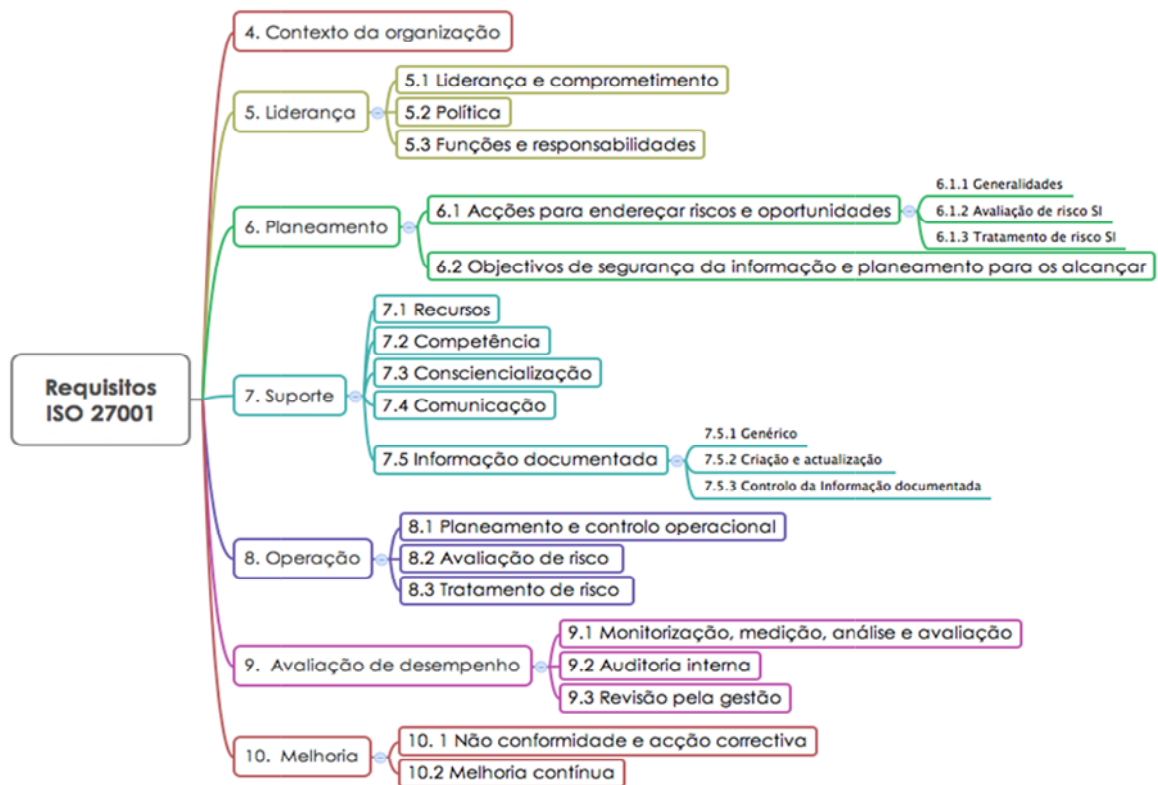 4. Contexto da organização
5. Liderança
5.1 Liderança e comprometimento
5.2 Política
5.3 Funções e responsabilidades
6. Planeamento
6.1 Acções para endereçar riscos e oportunidades
6.1.1 Generalidades
6.1.2 Avaliação de risco SI
6.1.3 Tratamento de risco SI
6.2 Objectivos de segurança da informação e planeamento para os alcançar
Requisitos
ISO 27001
7. Suporte
7.1 Recursos
7.2 Competência
7.3 Consciencialização
7.4 Comunicação
7.5 Informação documentada
7.5.1 Genérico
7.5.2 Criação e actualização
7.5.3 Controlo da Informação documentada
8. Operação
8.1 Planeamento e controlo operacional
8.2 Avaliação de risco
8.3 Tratamento de risco
9. Avaliação de desempenho
9.1 Monitorização, medição, análise e avaliação
9.2 Auditoria interna
9.3 Revisão pela gestão
10. Melhoria
10. 1 Não conformidade e acção correctiva
10.2 Melhoria contínua